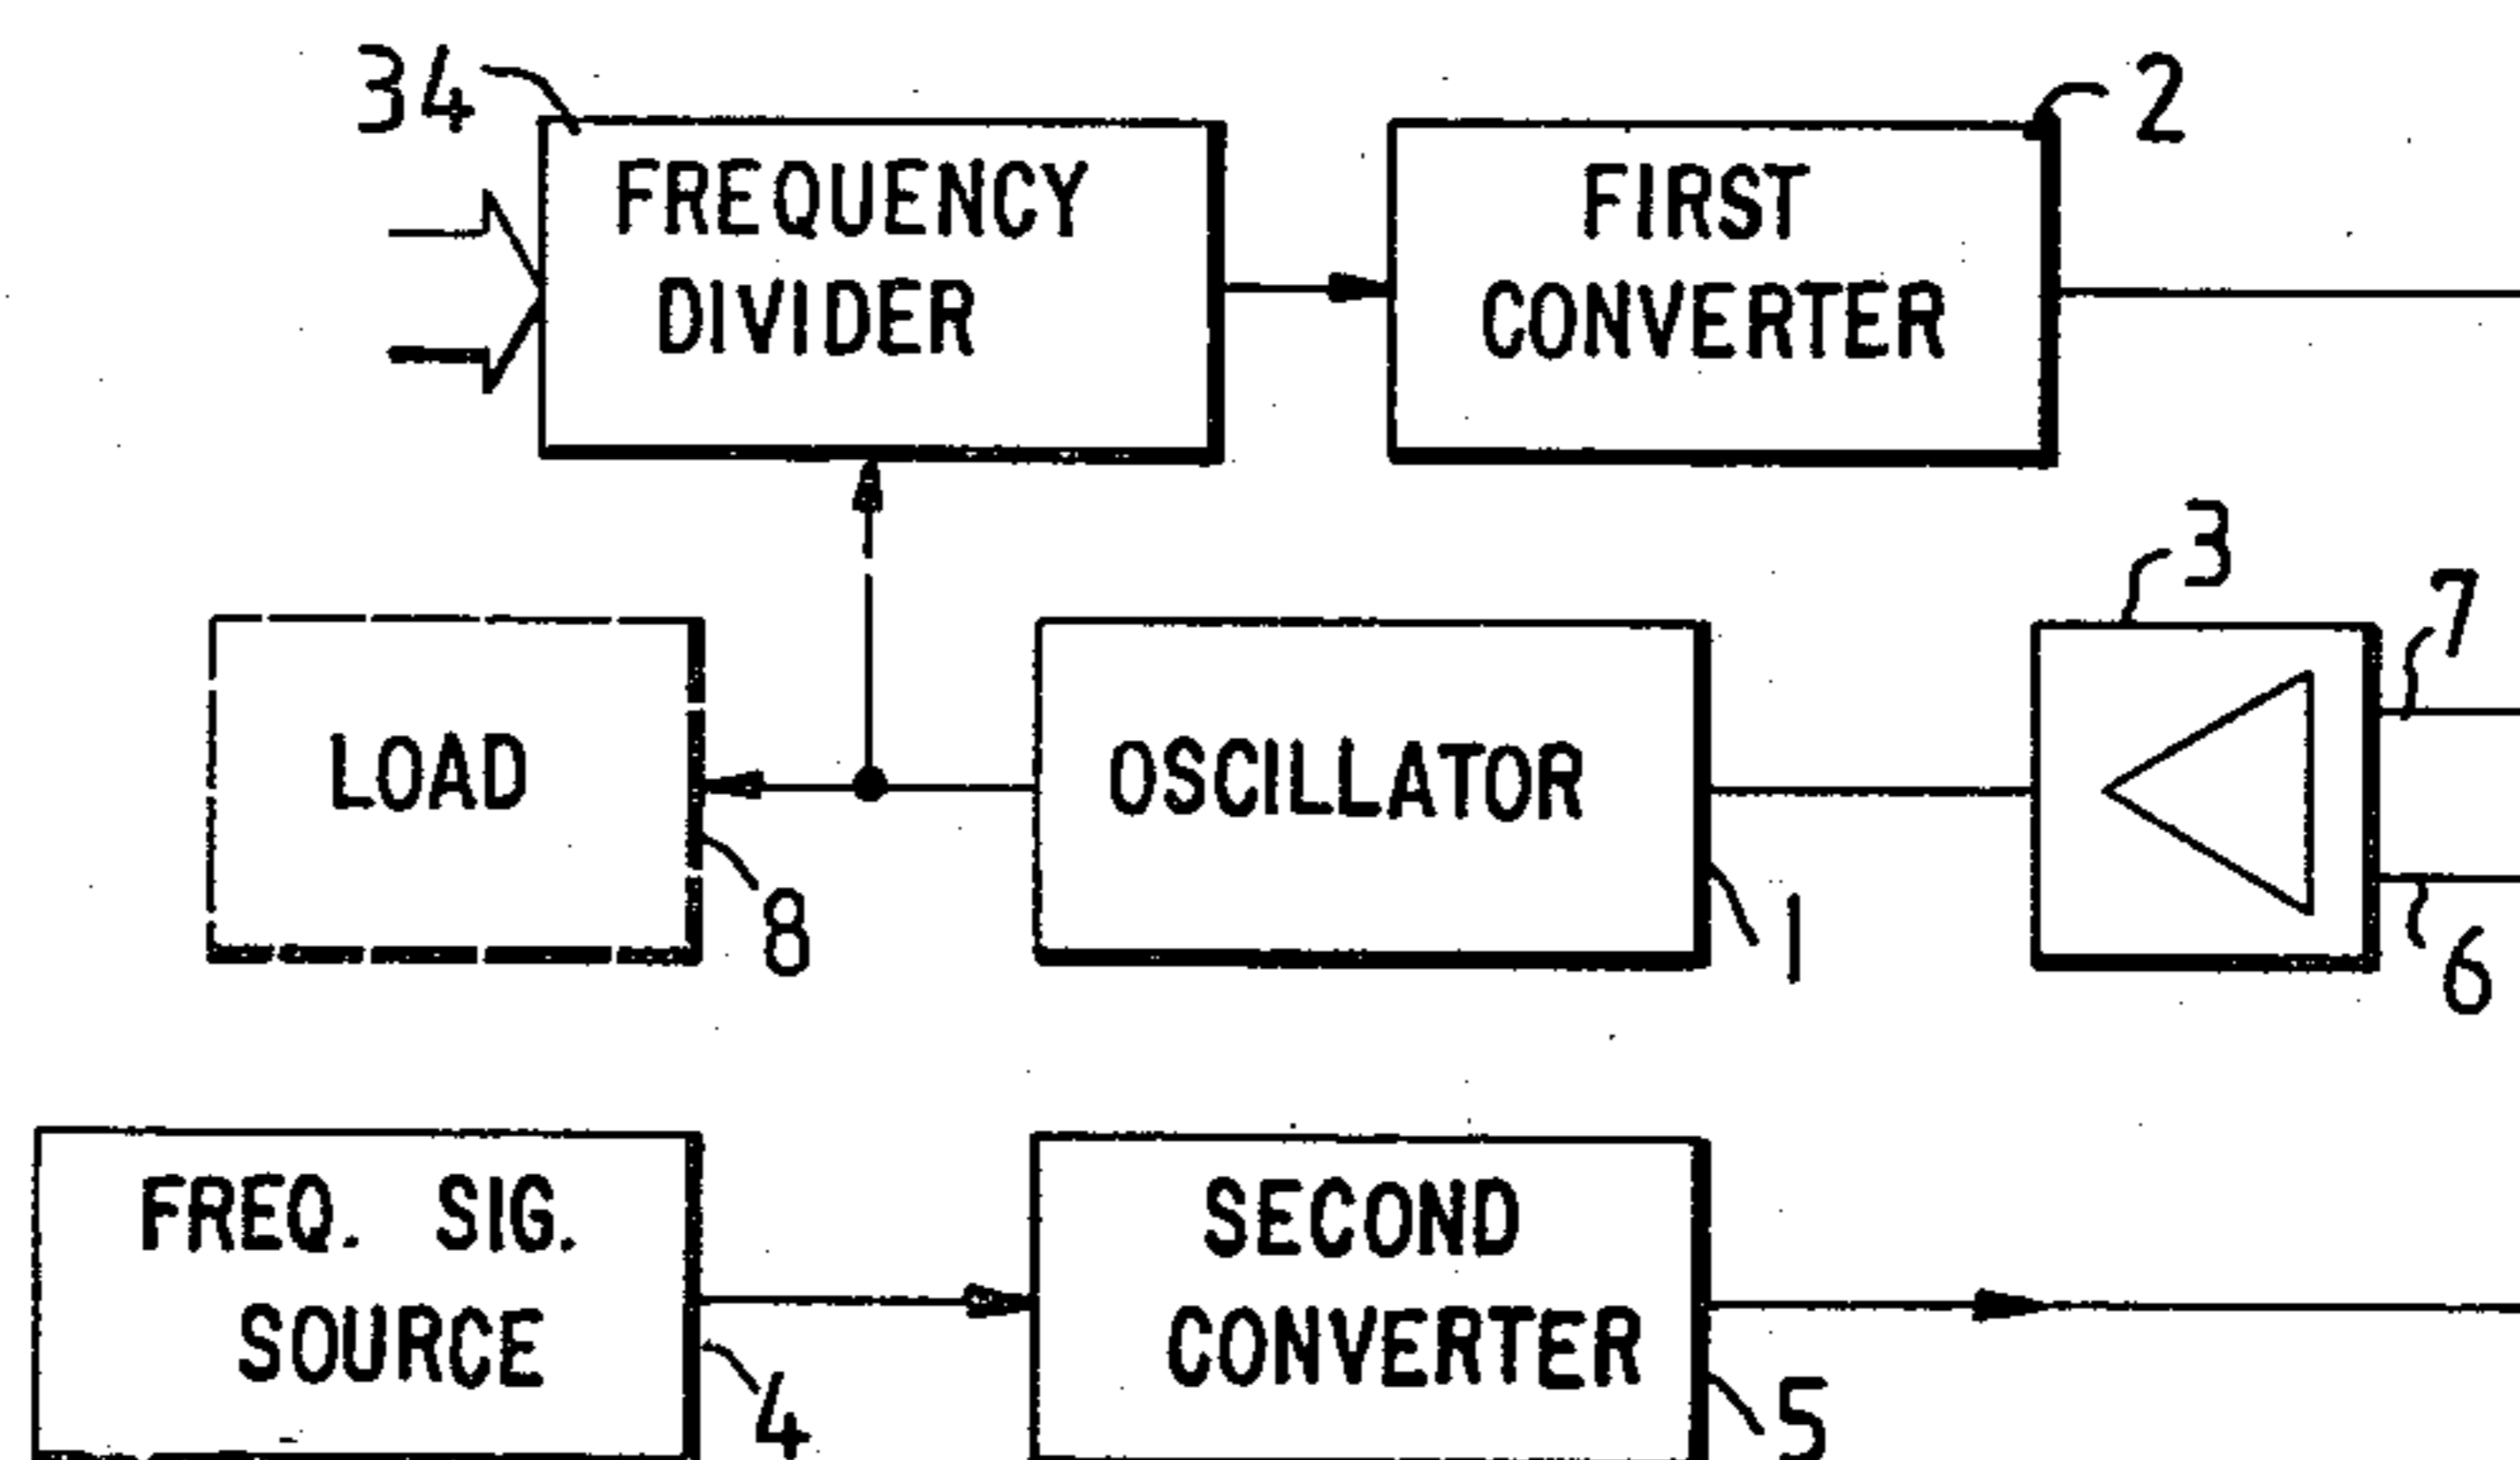 34
2
FREQUENCY
DIVIDER
FIRST
CONVERTER
3
7
LOAD
OSCILLATOR
8
1
6
FREQ. SIG.
SOURCE
SECOND
CONVERTER
4
5